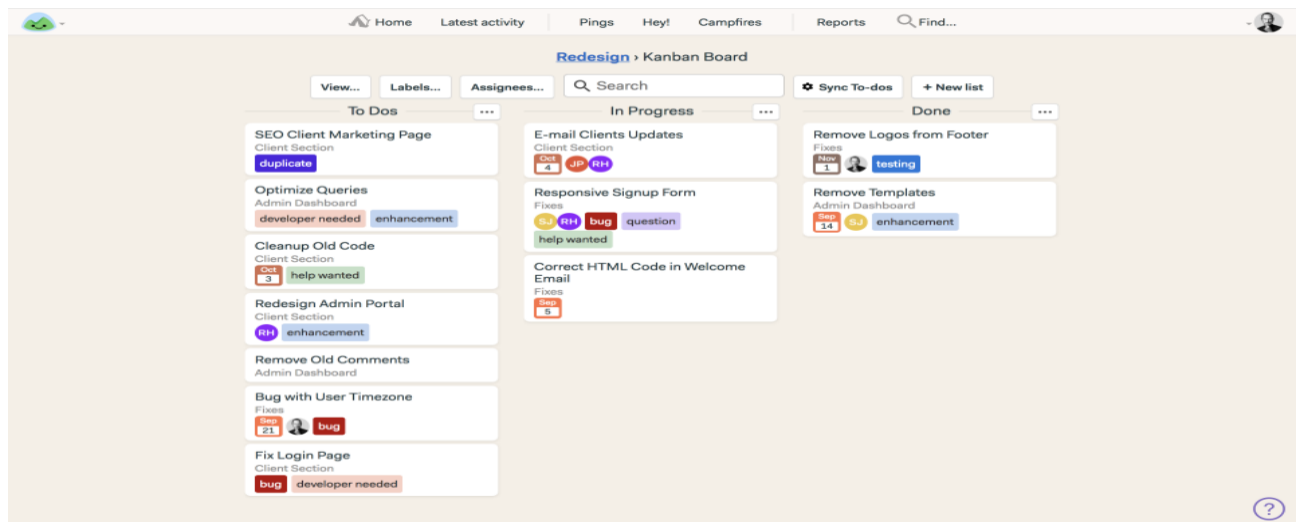 Home
Latest activity
Pings
Hey!
Campfires
Reports
Find...
Redesign › Kanban Board
View...
Labels...
Assignees...
Search
Sync To-dos
+ New list
To Dos
SEO Client Marketing Page
Client Section
duplicate
Optimize Queries
Admin Dashboard
developer needed enhancement
Cleanup Old Code
Client Section
Oct
3 help wanted
Redesign Admin Portal
Client Section
RH enhancement
Remove Old Comments
Admin Dashboard
Bug with User Timezone
Fixes
Sep
21 bug
Fix Login Page
Client Section
bug developer needed
In Progress
E-mail Clients Updates
Client Section
Oct
4 JP RH
Responsive Signup Form
Fixes
SJ RH bug question
help wanted
Correct HTML Code in Welcome
Email
Fixes
Sep
5
Done
Remove Logos from Footer
Fixes
Nov
1 testing
Remove Templates
Admin Dashboard
Sep
14 SJ enhancement
?